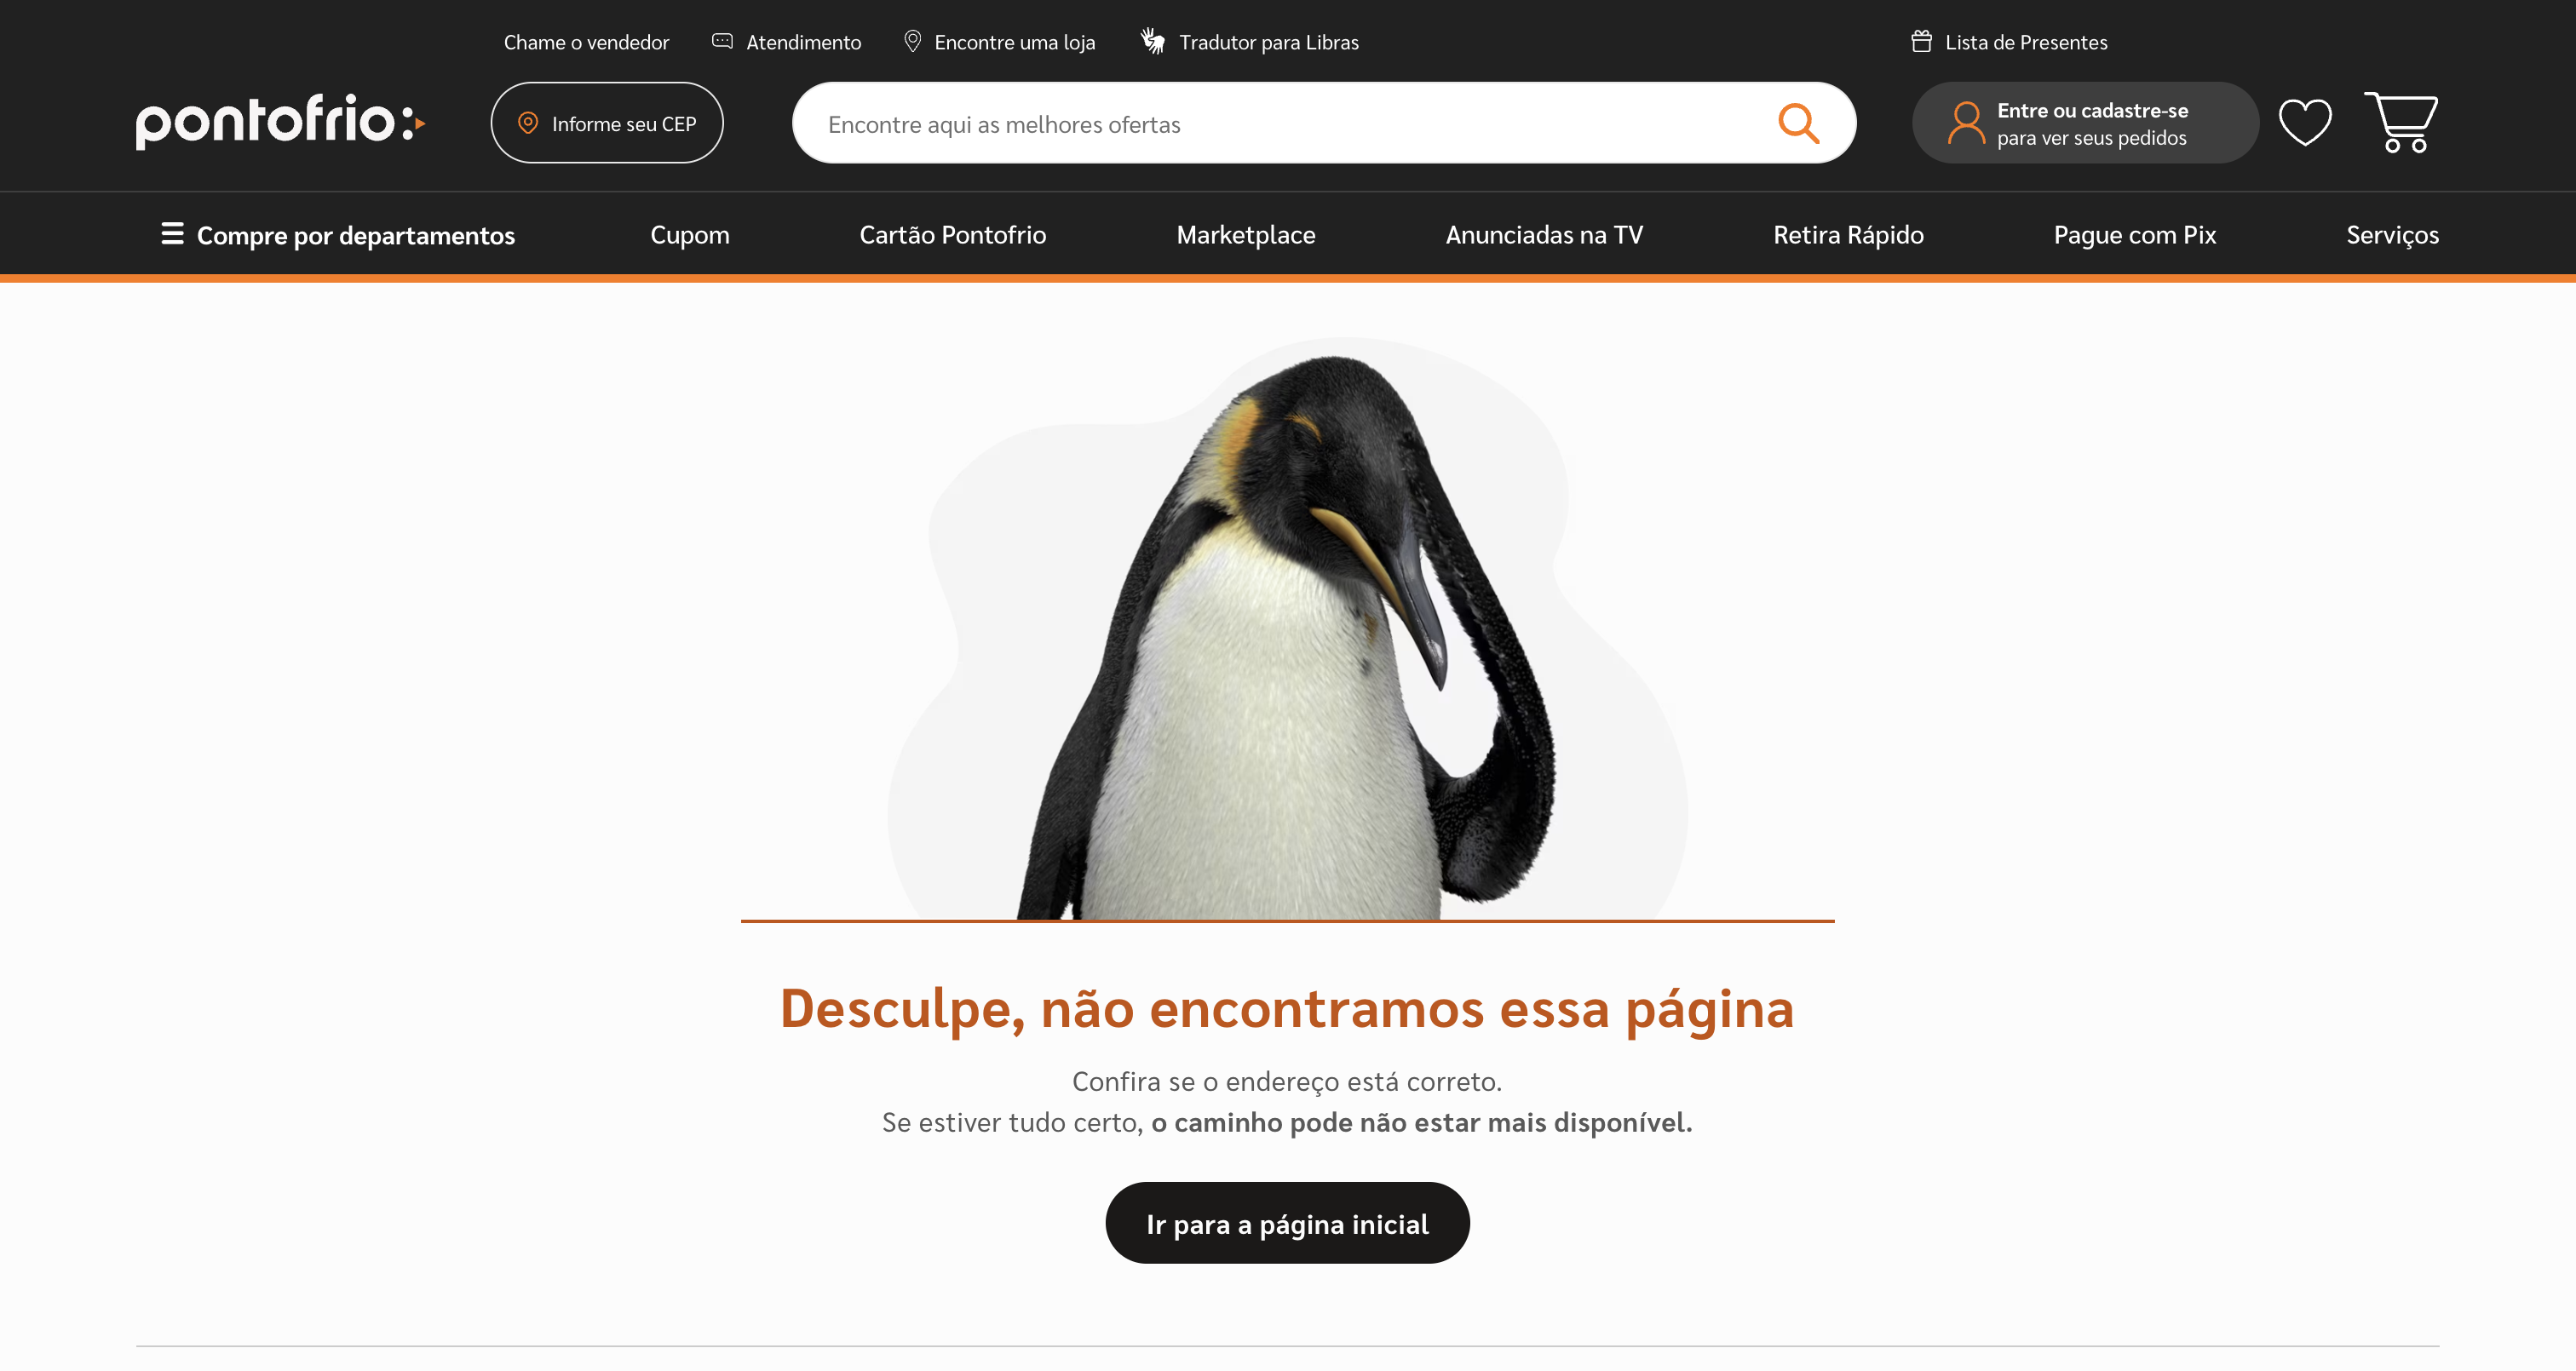 Chame o vendedor
Atendimento
Encontre uma loja
Tradutor para Libras
Lista de Presentes
pontofrio:
Informe seu CEP
Encontre aqui as melhores ofertas
Entre ou cadastre-se
para ver seus pedidos
Compre por departamentos
Cupom
Cartão Pontofrio
Marketplace
Anunciadas na TV
Retira Rápido
Pague com Pix
Serviços
Desculpe, não encontramos essa página
Confira se o endereço está correto.
Se estiver tudo certo, o caminho pode não estar mais disponível.
Ir para a página inicial